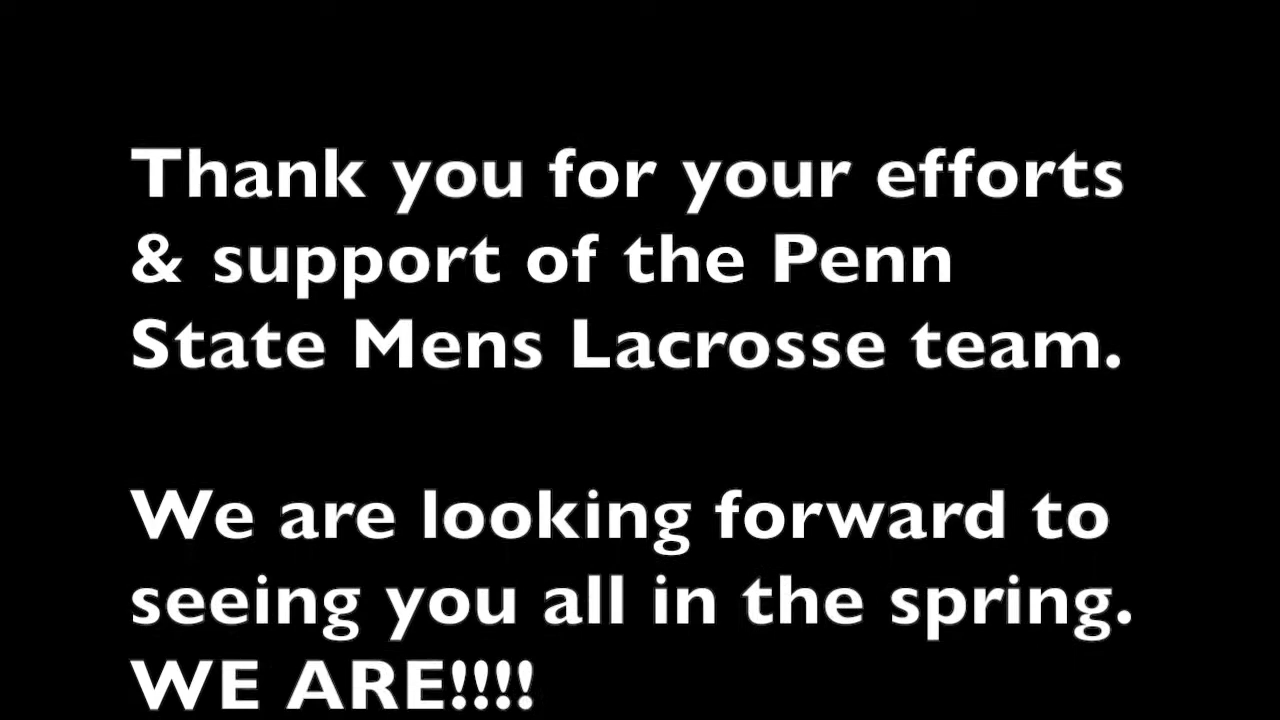 Thank you for your efforts
& support of the Penn
State Mens Lacrosse team.
We are looking forward to
seeing you all in the spring.
WE ARE!!!!